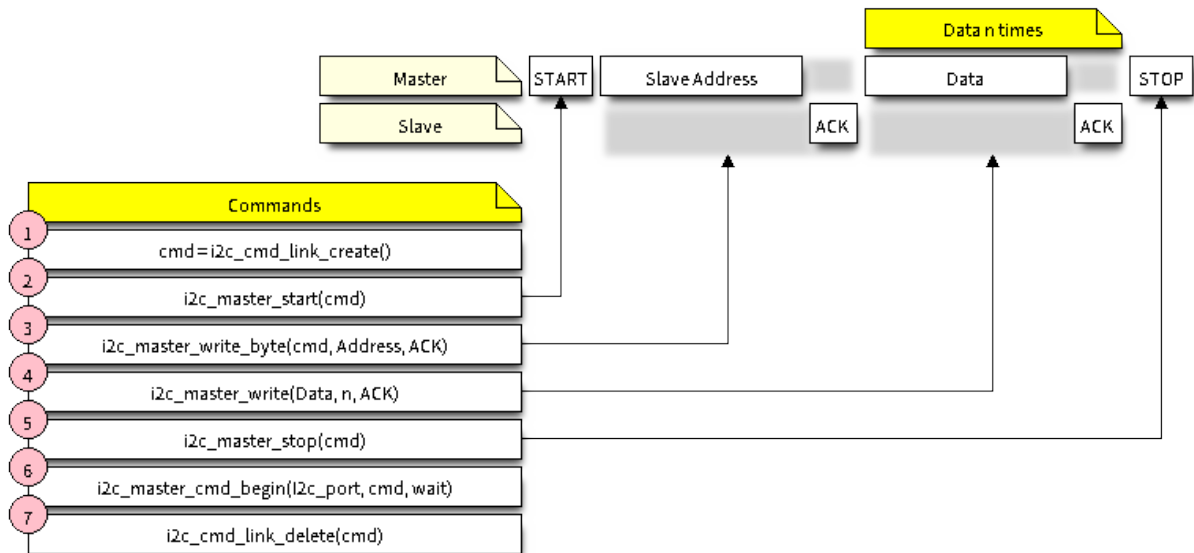 Data n times
Master START Slave Address Data STOP
Slave ACK ACK
Commands
1
cmd=i2c_cmd_link_create()
2
i2c_master_start(cmd)
3
i2c_master_write_byte(cmd, Address, ACK)
4
i2c_master_write(Data, n, ACK)
5
i2c_master_stop(cmd)
6
i2c_master_cmd_begin(I2c_port, cmd, wait)
7
i2c_cmd_link_delete(cmd)